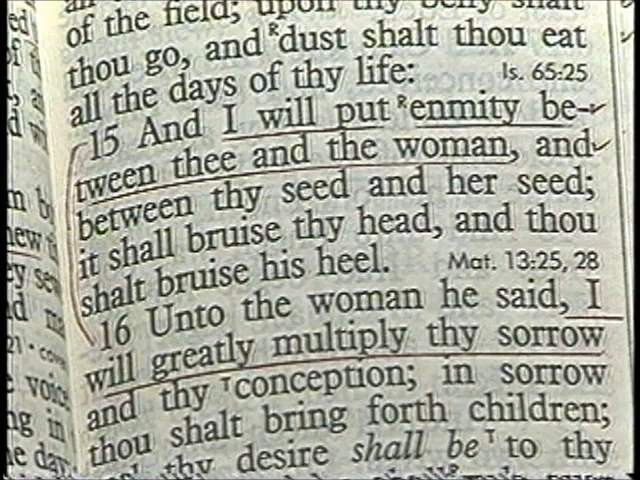 of the field; upon thy belly shalt
thou go, and ᴿdust shalt thou eat
all the days of thy life: Is. 65:25
15 And I will put ᴿenmity be-
tween thee and the woman, and
between thy seed and her seed;
it shall bruise thy head, and thou
shalt bruise his heel. Mat. 13:25, 28
16 Unto the woman he said, I
will greatly multiply thy sorrow
and thy ᵀconception; in sorrow
thou shalt bring forth children;
thy desire shall be ᵀ to thy